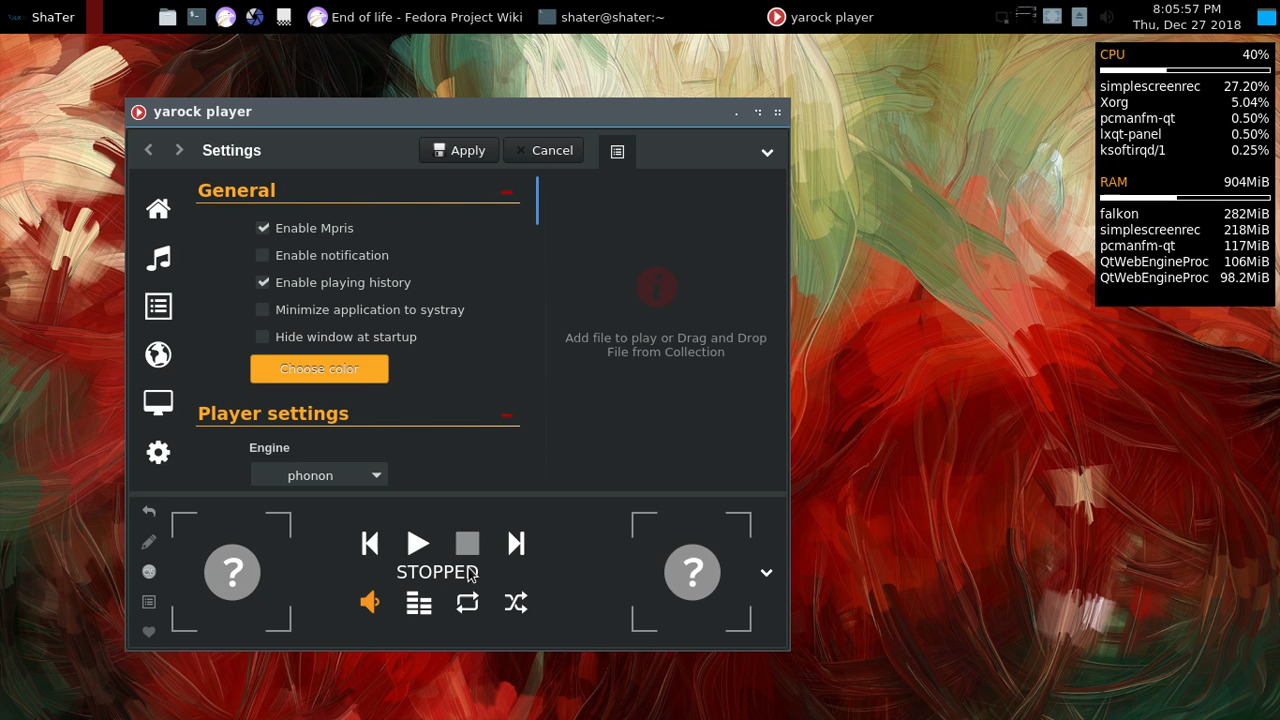 ShaTer
End of life - Fedora Project Wiki
shater@shater:~
yarock player
8:05:57 PM
Thu, Dec 27 2018
CPU 40%
simplescreenrec 27.20%
Xorg 5.04%
pcmanfm-qt 0.50%
lxqt-panel 0.50%
ksoftirqd/1 0.25%
RAM 904MiB
falkon 282MiB
simplescreenrec 218MiB
pcmanfm-qt 117MiB
QtWebEngineProc 106MiB
QtWebEngineProc 98.2MiB
yarock player
Settings
Apply
Cancel
General
Enable Mpris
Enable notification
Enable playing history
Minimize application to systray
Hide window at startup
Choose color
Player settings
Engine
phonon
Add file to play or Drag and Drop
File from Collection
STOPPED